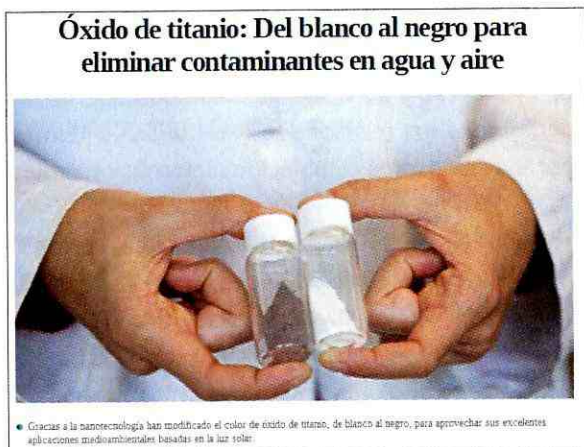 Óxido de titanio: Del blanco al negro para
eliminar contaminantes en agua y aire
Gracias a la nanotecnología han modificado el color de óxido de titanio, de blanco al negro, para aprovechar sus excelentes
aplicaciones medioambientales basadas en la luz solar.